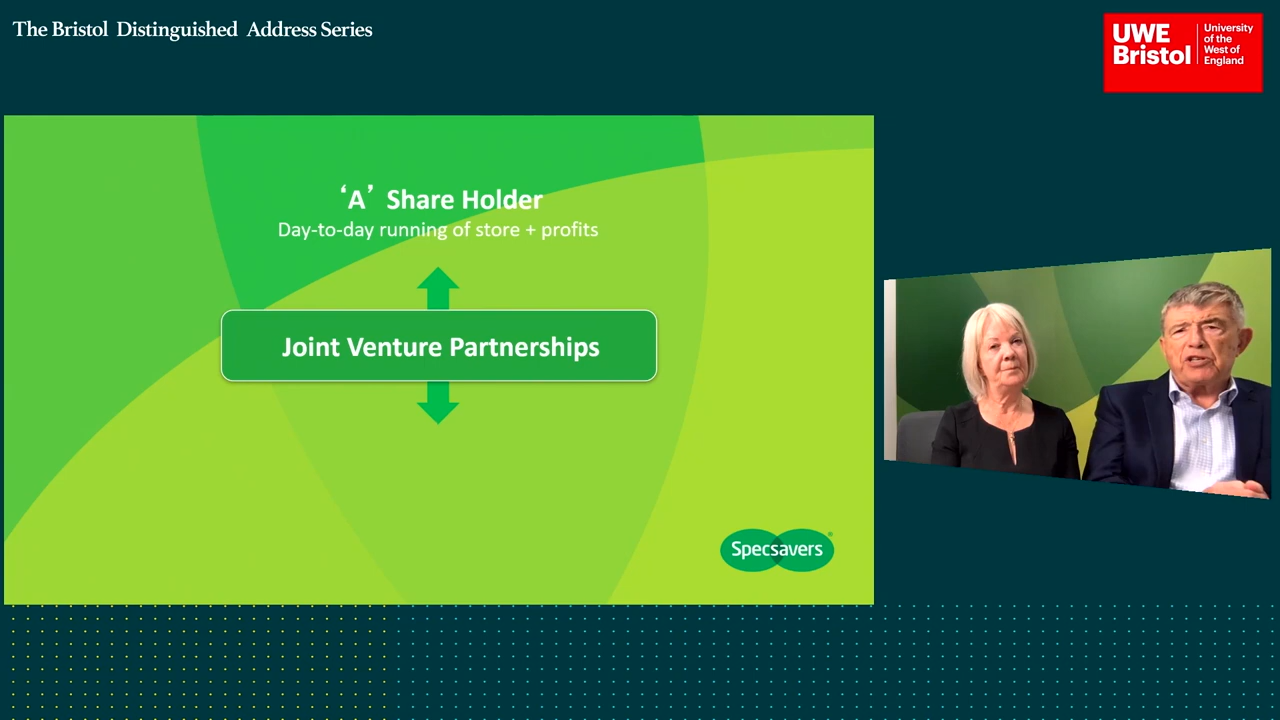 The Bristol Distinguished Address Series
UWE
Bristol
University
of the
West of
England
‘A’ Share Holder
Day-to-day running of store + profits
Joint Venture Partnerships
Specsavers